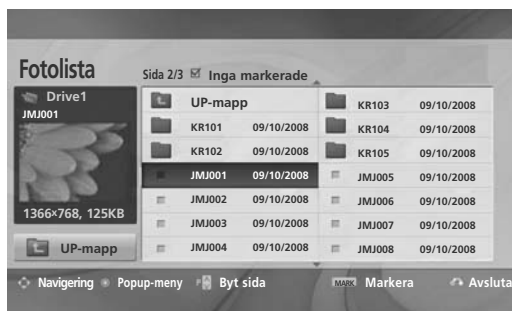 Fotolista
Sida 2/3 Inga markerade
Drive1
JMJ001
1366×768, 125KB
UP-mapp
UP-mapp
KR101 09/10/2008
KR102 09/10/2008
JMJ001 09/10/2008
JMJ002 09/10/2008
JMJ003 09/10/2008
JMJ004 09/10/2008
KR103 09/10/2008
KR104 09/10/2008
KR105 09/10/2008
JMJ005 09/10/2008
JMJ006 09/10/2008
JMJ007 09/10/2008
JMJ008 09/10/2008
Navigering Popup-meny Byt sida MARK Markera Avsluta